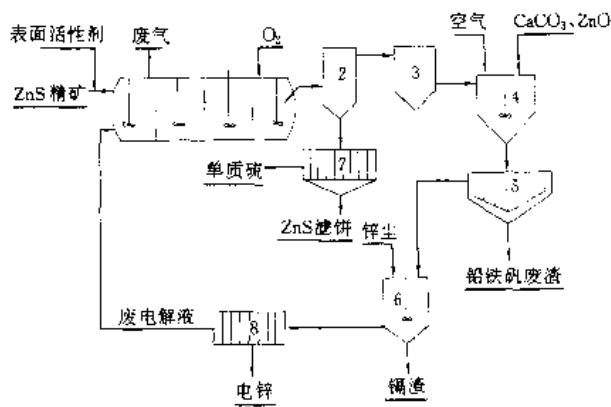 空气
CaCO₃、ZnO
表面活性剂
废气
O₂
ZnS精矿
1
2
3
4
单质硫
7
5
ZnS滤饼
锌尘
铅铁矾废渣
6
废电解液
8
电锌
镉渣